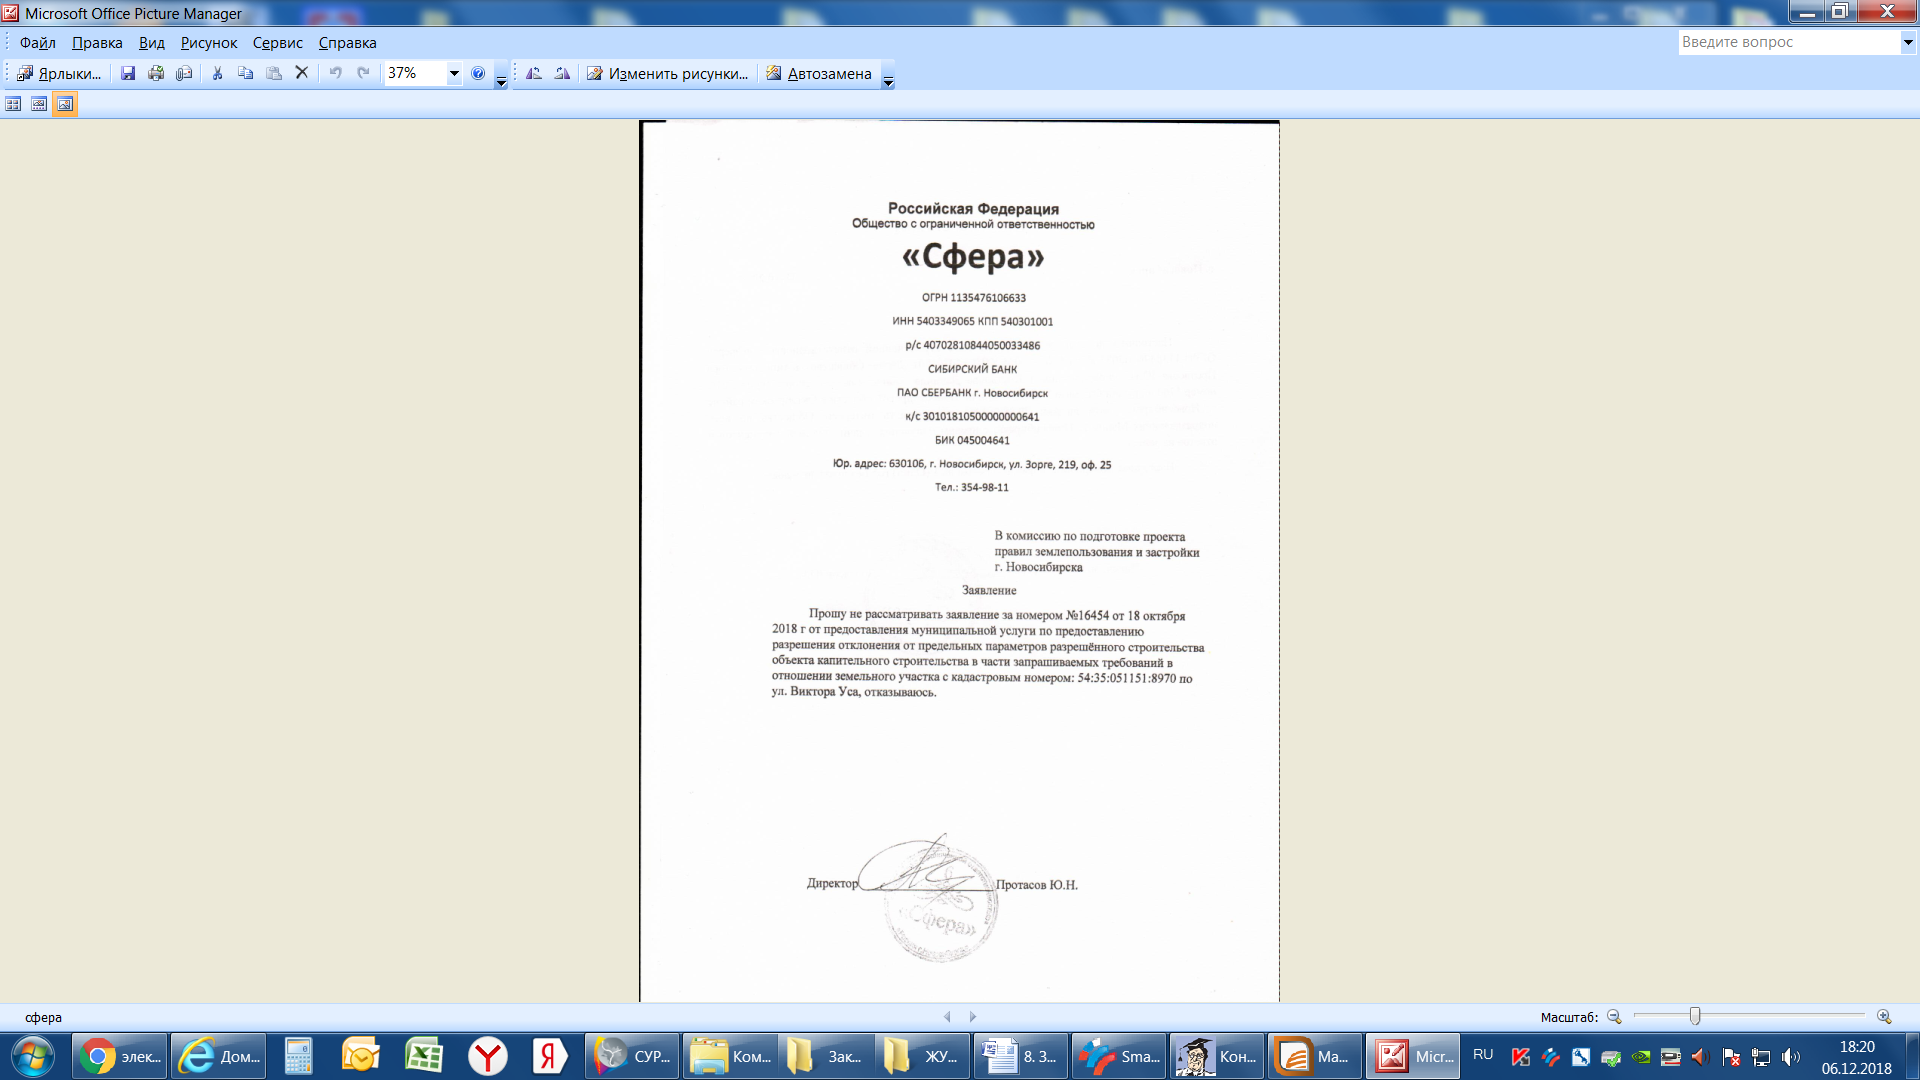 Microsoft Office Picture Manager
Файл Правка Вид Рисунок Сервис Справка
Введите вопрос
Ярлыки... 37% Изменить рисунки... Автозамена
Российская Федерация
Общество с ограниченной ответственностью
«Сфера»
ОГРН 1135476106633
ИНН 5403349065 КПП 540301001
р/с 40702810844050033486
СИБИРСКИЙ БАНК
ПАО СБЕРБАНК г. Новосибирск
к/с 30101810500000000641
БИК 045004641
Юр. адрес: 630106, г. Новосибирск, ул. Зорге, 219, оф. 25
Тел.: 354-98-11
В комиссию по подготовке проекта
правил землепользования и застройки
г. Новосибирска
Заявление
Прошу не рассматривать заявление за номером №16454 от 18 октября
2018 г от предоставления муниципальной услуги по предоставлению
разрешения отклонения от предельных параметров разрешённого строительства
объекта капительного строительства в части запрашиваемых требований в
отношении земельного участка с кадастровым номером: 54:35:051151:8970 по
ул. Виктора Уса, отказываюсь.
Директор Протасов Ю.Н.
«Сфера»
сфера
Масштаб:
элек... Дом... СУР... Ком... Зак... ЖУ... 8. З... Sma... Кон... Ма... Micr... RU 18:20
06.12.2018